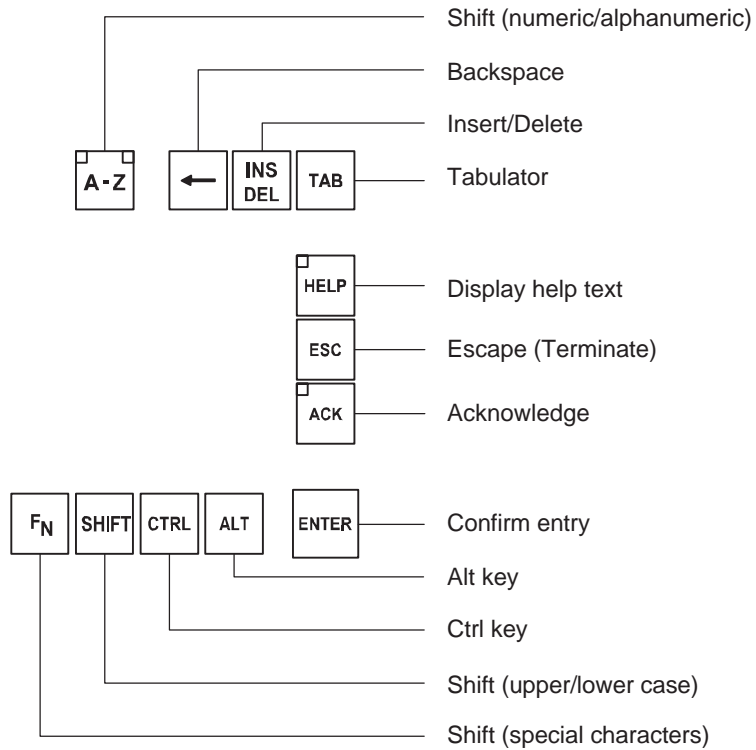 Shift (numeric/alphanumeric)
Backspace
Insert/Delete
A-Z
←
INS
DEL
TAB
Tabulator
HELP
Display help text
ESC
Escape (Terminate)
ACK
Acknowledge
FN
SHIFT
CTRL
ALT
ENTER
Confirm entry
Alt key
Ctrl key
Shift (upper/lower case)
Shift (special characters)